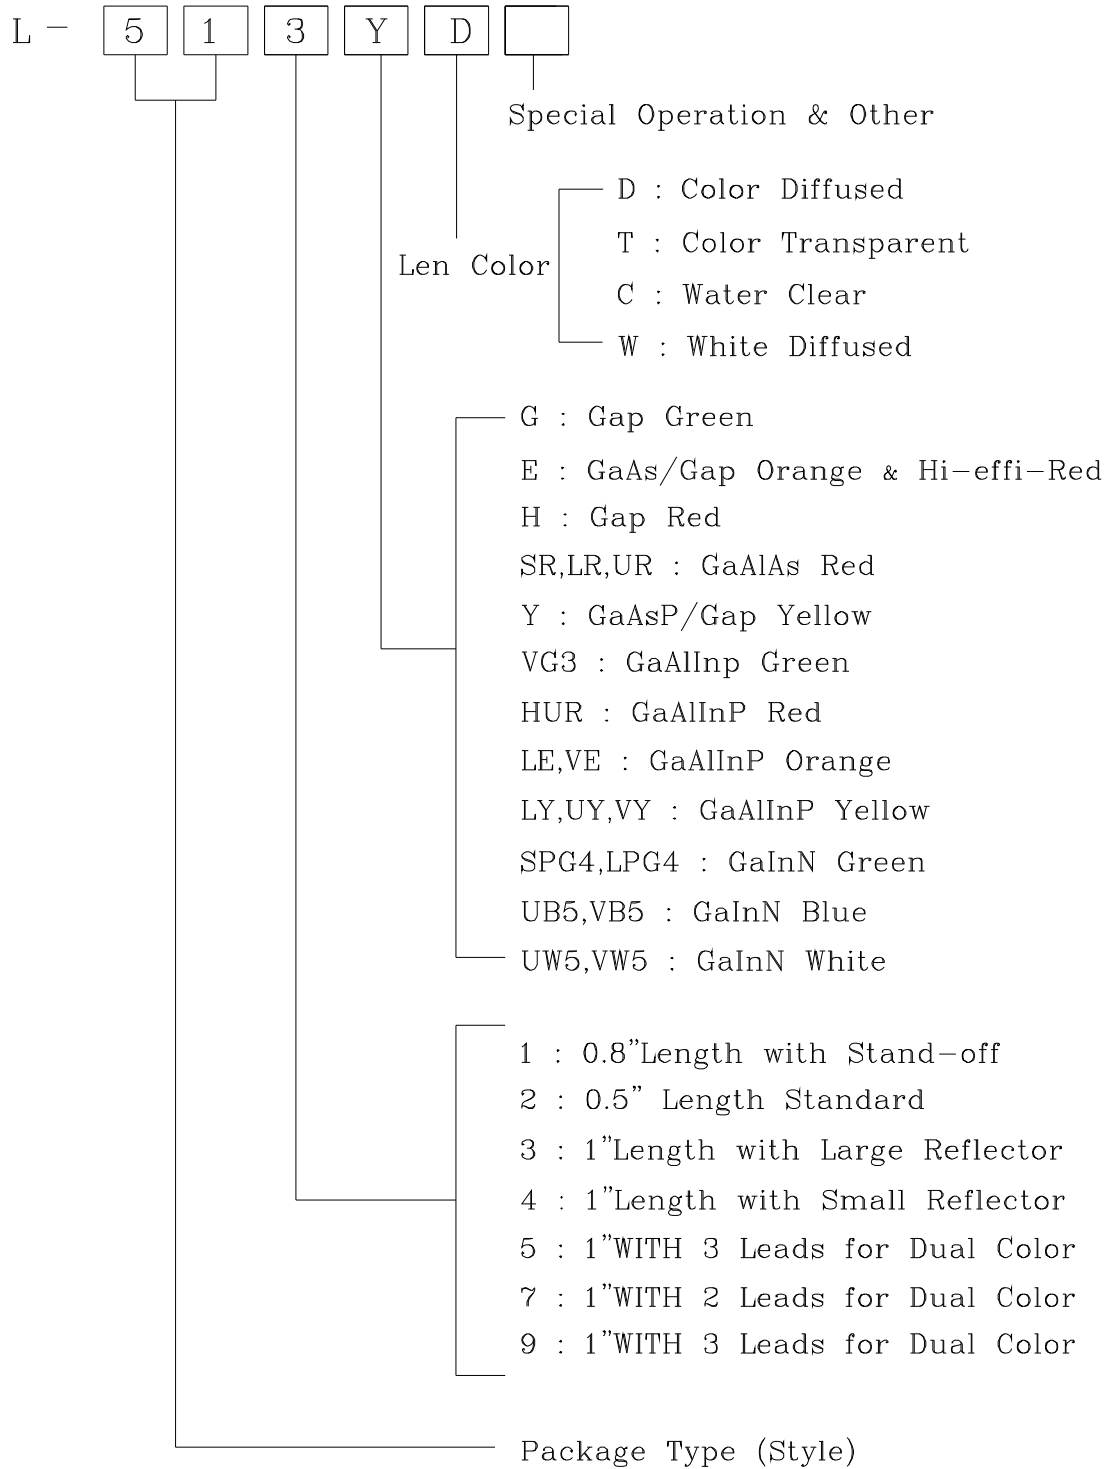 L- 5 1 3 Y D
Special Operation & Other
D : Color Diffused
T : Color Transparent
Len Color
C : Water Clear
W : White Diffused
G : Gap Green
E : GaAs/Gap Orange & Hi-effi-Red
H : Gap Red
SR,LR,UR : GaAlAs Red
Y : GaAsP/Gap Yellow
VG3 : GaAlInp Green
HUR : GaAlInP Red
LE,VE : GaAlInP Orange
LY,UY,VY : GaAlInP Yellow
SPG4,LPG4 : GaInN Green
UB5,VB5 : GaInN Blue
UW5,VW5 : GaInN White
1 : 0.8"Length with Stand-off
2 : 0.5" Length Standard
3 : 1"Length with Large Reflector
4 : 1"Length with Small Reflector
5 : 1"WITH 3 Leads for Dual Color
7 : 1"WITH 2 Leads for Dual Color
9 : 1"WITH 3 Leads for Dual Color
Package Type (Style)